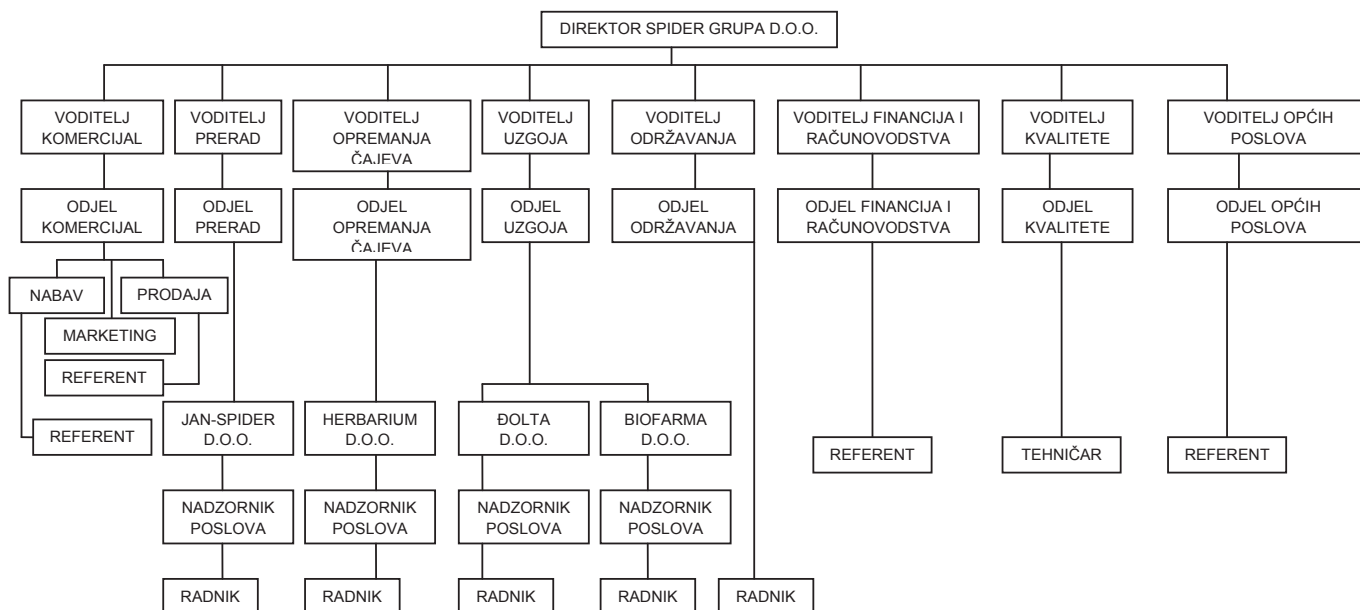 DIREKTOR SPIDER GRUPA D.O.O.
VODITELJ
KOMERCIJAL
VODITELJ
PRERAD
VODITELJ
OPREMANJA
ČAJEVA
VODITELJ
UZGOJA
VODITELJ
ODRŽAVANJA
VODITELJ FINANCIJA I
RAČUNOVODSTVA
VODITELJ
KVALITETE
VODITELJ OPĆIH
POSLOVA
ODJEL
KOMERCIJAL
ODJEL
PRERAD
ODJEL
OPREMANJA
ČAJEVA
ODJEL
UZGOJA
ODJEL
ODRŽAVANJA
ODJEL FINANCIJA I
RAČUNOVODSTVA
ODJEL
KVALITETE
ODJEL OPĆIH
POSLOVA
NABAV
PRODAJA
MARKETING
REFERENT
REFERENT
JAN-SPIDER
D.O.O.
HERBARIUM
D.O.O.
ĐOLTA
D.O.O.
BIOFARMA
D.O.O.
REFERENT
TEHNIČAR
REFERENT
NADZORNIK
POSLOVA
NADZORNIK
POSLOVA
NADZORNIK
POSLOVA
NADZORNIK
POSLOVA
RADNIK
RADNIK
RADNIK
RADNIK
RADNIK